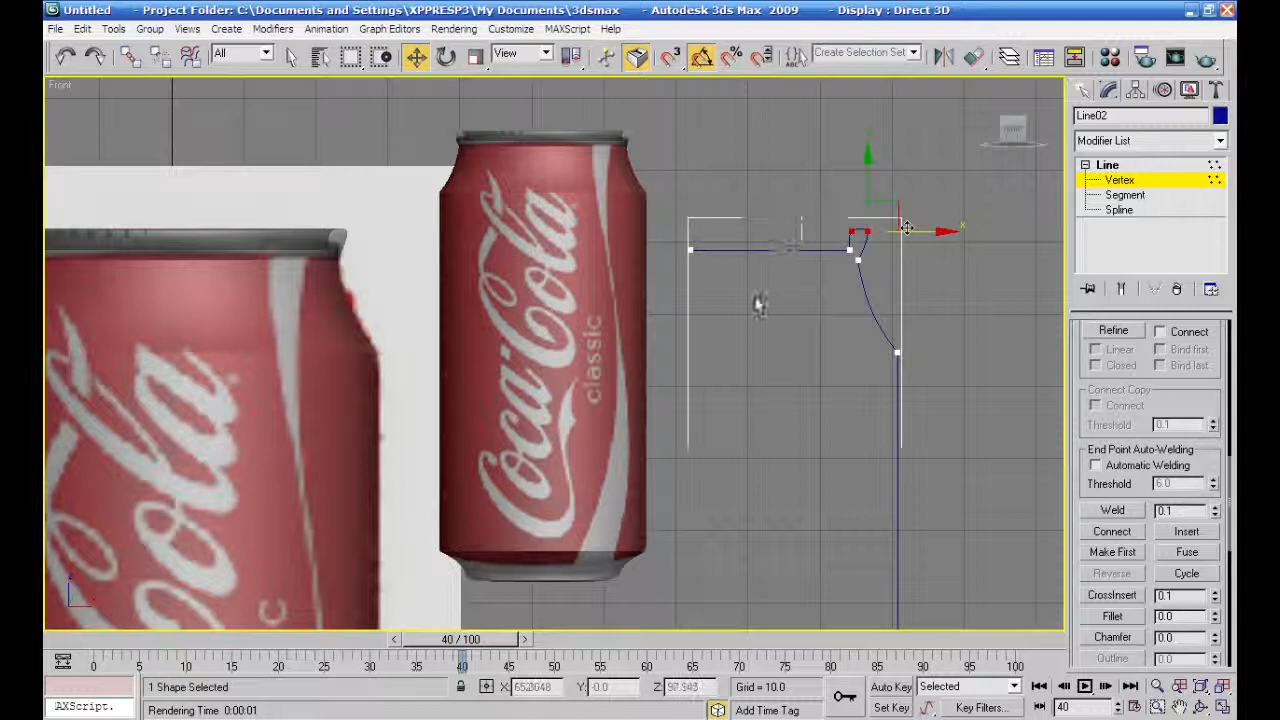 Untitled - Project Folder: C:\Documents and Settings\XPPRESP3\My Documents\3dsmax - Autodesk 3ds Max 2009 - Display : Direct 3D
File Edit Tools Group Views Create Modifiers Animation Graph Editors Rendering Customize MAXScript Help
All View Create Selection Set
Front
Line02
Modifier List
Line
Vertex
Segment
Spline
Coca-Cola
classic
Refine Connect
Linear Bind first
Closed Bind last
Connect Copy
Connect
Threshold 0.1
End Point Auto-Welding
Automatic Welding
Threshold 6.0
Weld 0.1
Connect Insert
Make First Fuse
Reverse Cycle
CrossInsert 0.1
Fillet 0.0
Chamfer 0.0
Outline 0.0
x
40 / 100
0 5 10 15 20 25 30 35 40 45 50 55 60 65 70 75 80 85 90 95 100
1 Shape Selected X: Y: 0.0 Z: Grid = 10.0 Auto Key Selected
AXScript. Rendering Time: 0:00:01 Add Time Tag Set Key Key Filters... 40